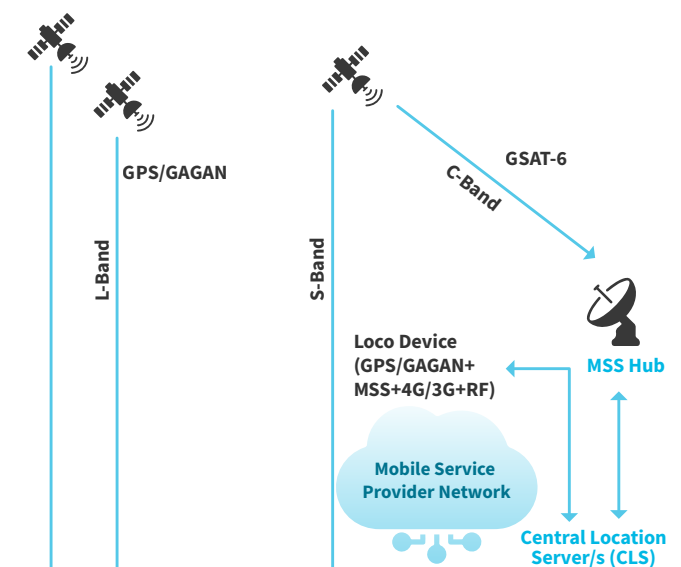 GPS/GAGAN
L-Band
S-Band
GSAT-6
C-Band
Loco Device
(GPS/GAGAN+
MSS+4G/3G+RF)
MSS Hub
Mobile Service
Provider Network
Central Location
Server/s (CLS)